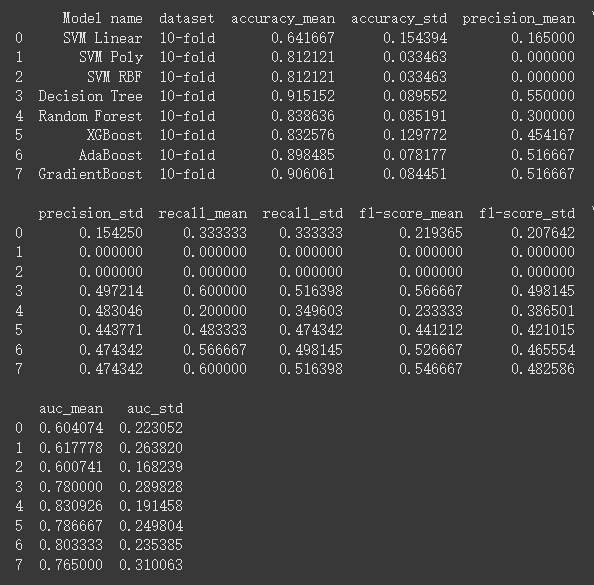 Model name dataset accuracy_mean accuracy_std precision_mean \
0 SVM Linear 10-fold 0.641667 0.154394 0.165000
1 SVM Poly 10-fold 0.812121 0.033463 0.000000
2 SVM RBF 10-fold 0.812121 0.033463 0.000000
3 Decision Tree 10-fold 0.915152 0.089552 0.550000
4 Random Forest 10-fold 0.838636 0.085191 0.300000
5 XGBoost 10-fold 0.832576 0.129772 0.454167
6 AdaBoost 10-fold 0.898485 0.078177 0.516667
7 GradientBoost 10-fold 0.906061 0.084451 0.516667
precision_std recall_mean recall_std f1-score_mean f1-score_std \
0 0.154250 0.333333 0.333333 0.219365 0.207642
1 0.000000 0.000000 0.000000 0.000000 0.000000
2 0.000000 0.000000 0.000000 0.000000 0.000000
3 0.497214 0.600000 0.516398 0.566667 0.498145
4 0.483046 0.200000 0.349603 0.233333 0.386501
5 0.443771 0.483333 0.474342 0.441212 0.421015
6 0.474342 0.566667 0.498145 0.526667 0.465554
7 0.474342 0.600000 0.516398 0.546667 0.482586
auc_mean auc_std
0 0.604074 0.223052
1 0.617778 0.263820
2 0.600741 0.168239
3 0.780000 0.289828
4 0.830926 0.191458
5 0.786667 0.249804
6 0.803333 0.235385
7 0.765000 0.310063